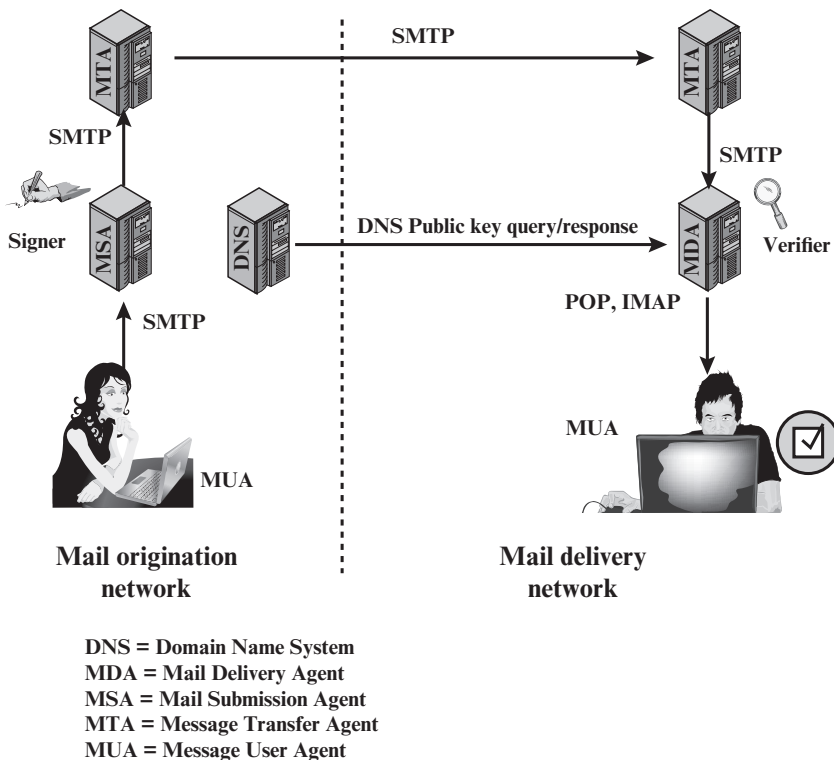 SMTP
MTA
MTA
SMTP
SMTP
Signer
MSA
DNS
DNS Public key query/response
MDA
Verifier
SMTP
POP, IMAP
MUA
MUA
Mail origination
network
Mail delivery
network
DNS = Domain Name System
MDA = Mail Delivery Agent
MSA = Mail Submission Agent
MTA = Message Transfer Agent
MUA = Message User Agent